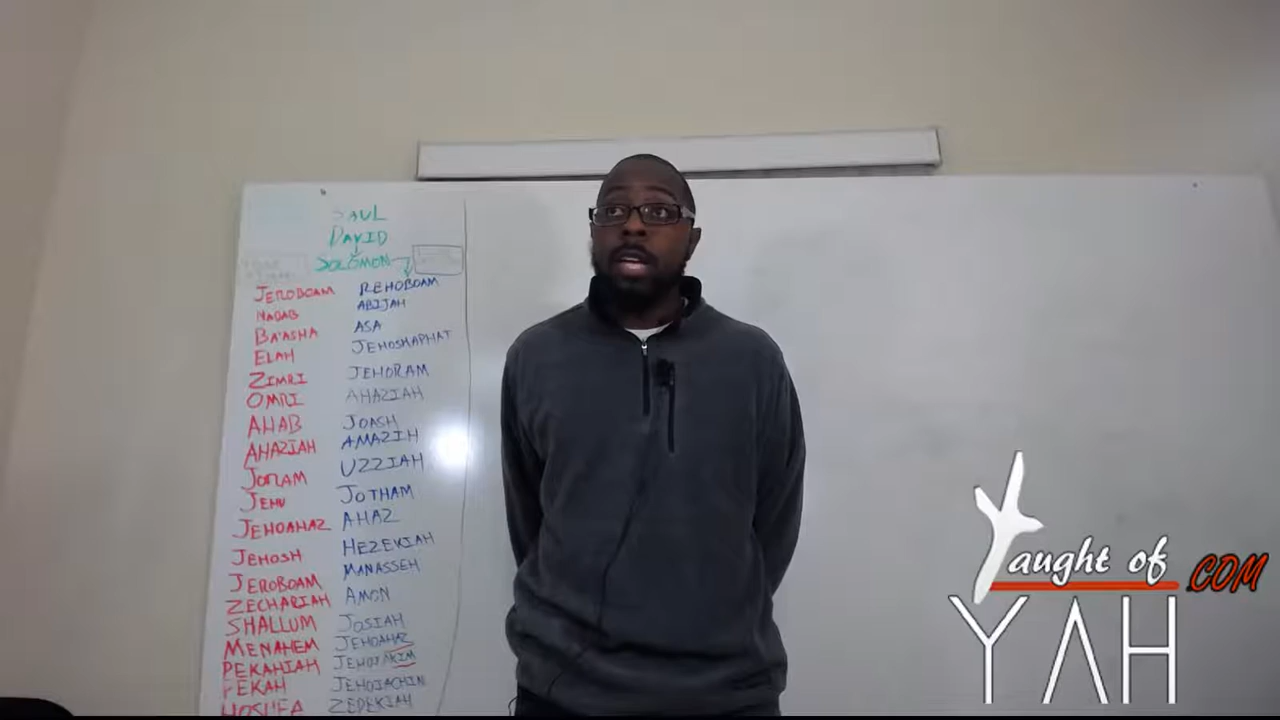 SAUL
DAVID
SOLOMON
JEROBOAM REHOBOAM
NADAB ABIJAH
BA'ASHA ASA
ELAH JEHOSHAPHAT
ZIMRI JEHORAM
OMRI AHAZIAH
AHAB JOASH
AHAZIAH AMAZIH
JORAM UZZIAH
JEHU JOTHAM
JEHOAHAZ AHAZ
JEHOSH HEZEKIAH
JEROBOAM MANASSEH
ZECHARIAH AMON
SHALLUM JOSIAH
MENAHEM JEHOAHAZ
PEKAHIAH JEHOIAKIM
PEKAH JEHOIACHIN
HOSHEA ZEDEKIAH
Taught of .COM
YAH